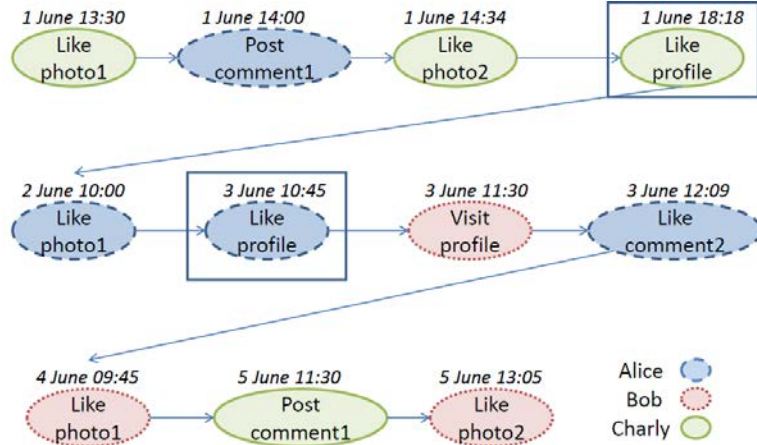 1 June 13:30
1 June 14:00
1 June 14:34
1 June 18:18
Like
photo1
Post
comment1
Like
photo2
Like
profile
2 June 10:00
3 June 10:45
3 June 11:30
3 June 12:09
Like
photo1
Like
profile
Visit
profile
Like
comment2
4 June 09:45
5 June 11:30
5 June 13:05
Like
photo1
Post
comment1
Like
photo2
Alice
Bob
Charly